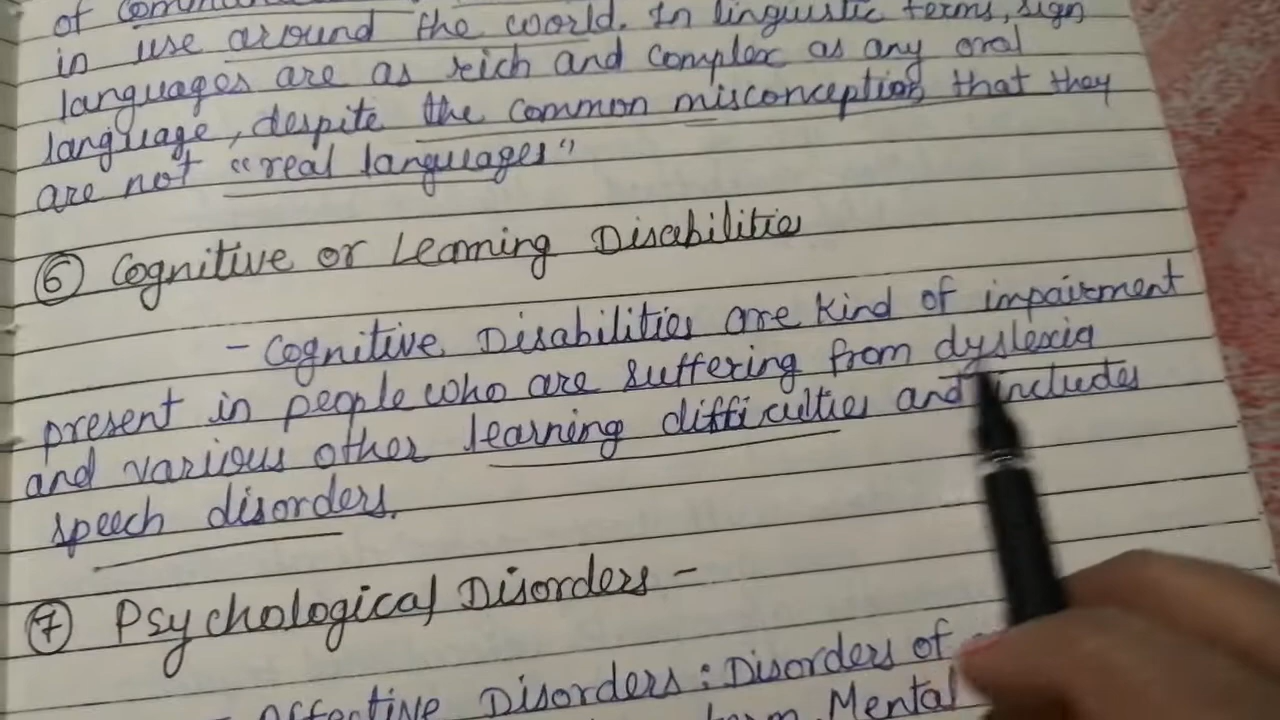 of
in use around the world. In linguistic terms, sign
languages are as rich and complex as any oral
language, despite the common misconception that they
are not "real languages"
⑥ Cognitive or Learning Disabilities
- Cognitive Disabilities are kind of impairment
present in people who are suffering from dyslexia
and various other learning difficulties and includes
speech disorders.
⑦ Psychological Disorders -
- Affective Disorders : Disorders of
Mental